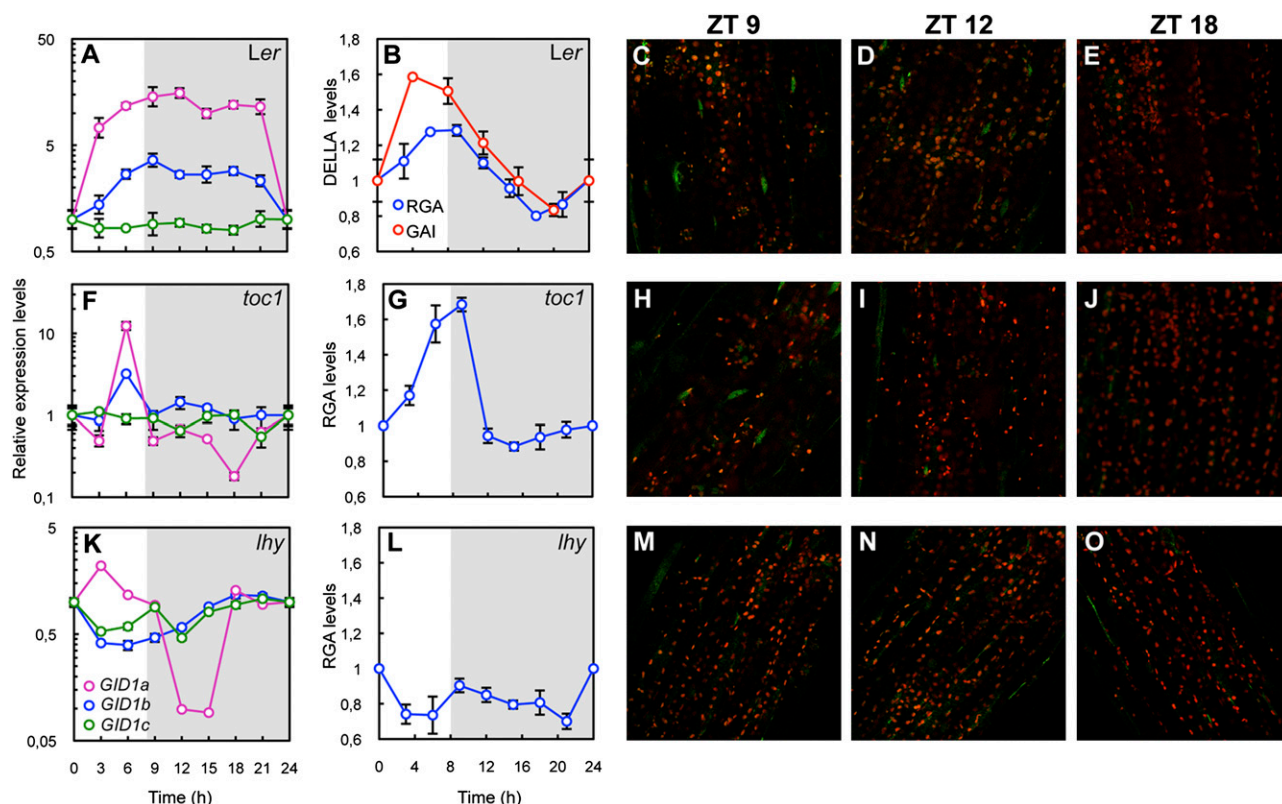 ZT 9 ZT 12 ZT 18
A Ler
50
5
0,5
B Ler
1,8
1,6
1,4
1,2
1
0,8
0,6
DELLA levels
RGA
GAI
C
D
E
Relative expression levels
F toc1
10
1
0,1
G toc1
1,8
1,6
1,4
1,2
1
0,8
0,6
RGA levels
H
I
J
K lhy
5
0,5
0,05
GID1a
GID1b
GID1c
0 3 6 9 12 15 18 21 24
Time (h)
L lhy
1,8
1,6
1,4
1,2
1
0,8
0,6
RGA levels
0 4 8 12 16 20 24
Time (h)
M
N
O